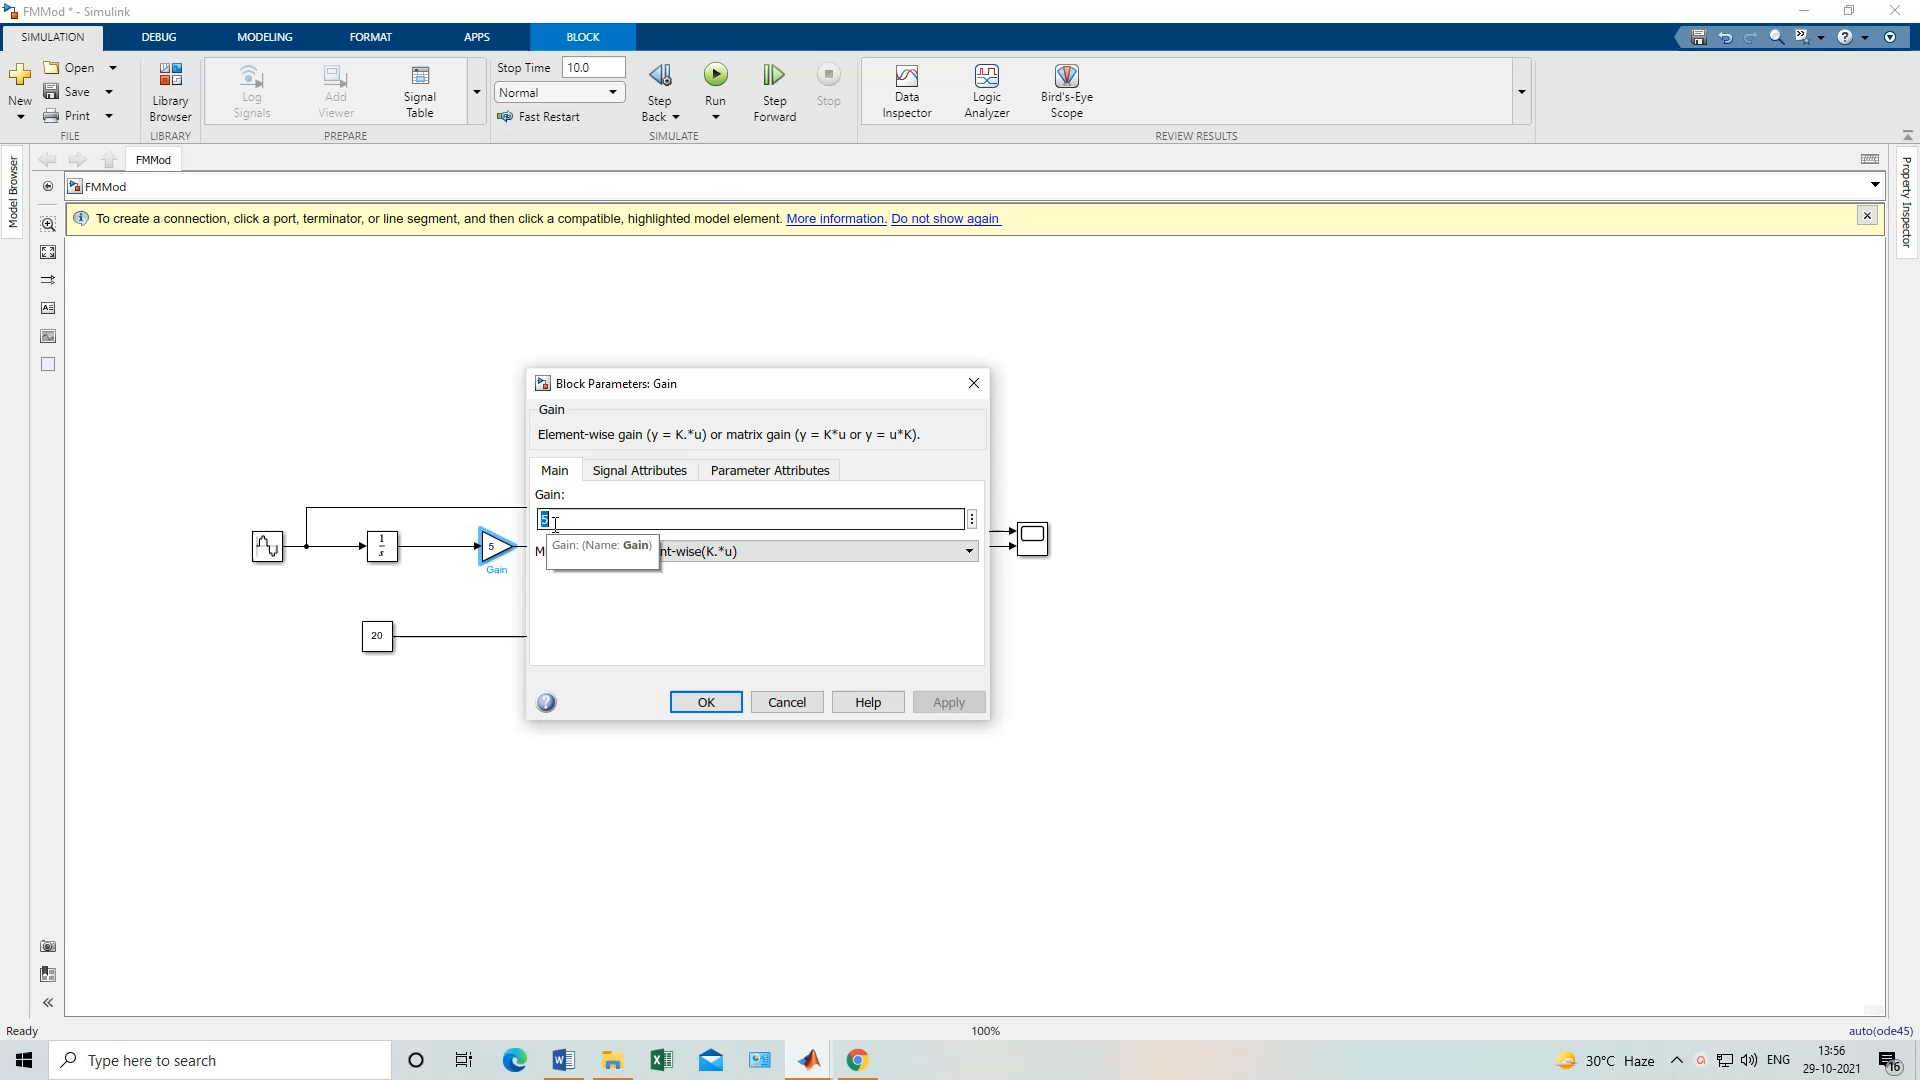 FMMod * - Simulink
SIMULATION DEBUG MODELING FORMAT APPS BLOCK
New
Open
Save
Print
FILE
Library
Browser
LIBRARY
Log
Signals
Add
Viewer
Signal
Table
PREPARE
Stop Time 10.0
Normal
Fast Restart
Step
Back
Run
Step
Forward
Stop
SIMULATE
Data
Inspector
Logic
Analyzer
Bird's-Eye
Scope
REVIEW RESULTS
Model Browser
FMMod
FMMod
Property Inspector
To create a connection, click a port, terminator, or line segment, and then click a compatible, highlighted model element. More information. Do not show again
Block Parameters: Gain
Gain
Element-wise gain (y = K.*u) or matrix gain (y = K*u or y = u*K).
Main Signal Attributes Parameter Attributes
Gain:
5
Gain: (Name: Gain)
M
nt-wise(K.*u)
OK Cancel Help Apply
1
s
5
Gain
20
Ready 100% auto(ode45)
Type here to search
30°C Haze
ENG
13:56
29-10-2021
16